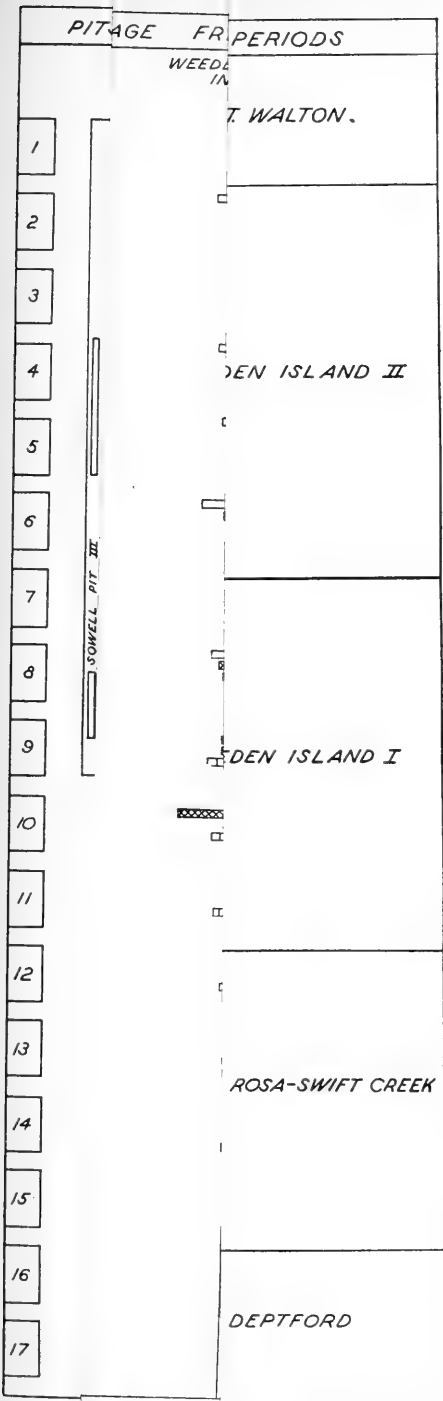 PITAGE FR PERIODS
WEEDE
IN
T. WALTON.
1
2
3
4
DEN ISLAND II
5
6
SOWELL PIT III
7
8
9
EDEN ISLAND I
10
11
12
13
ROSA-SWIFT CREEK
14
15
16
DEPTFORD
17